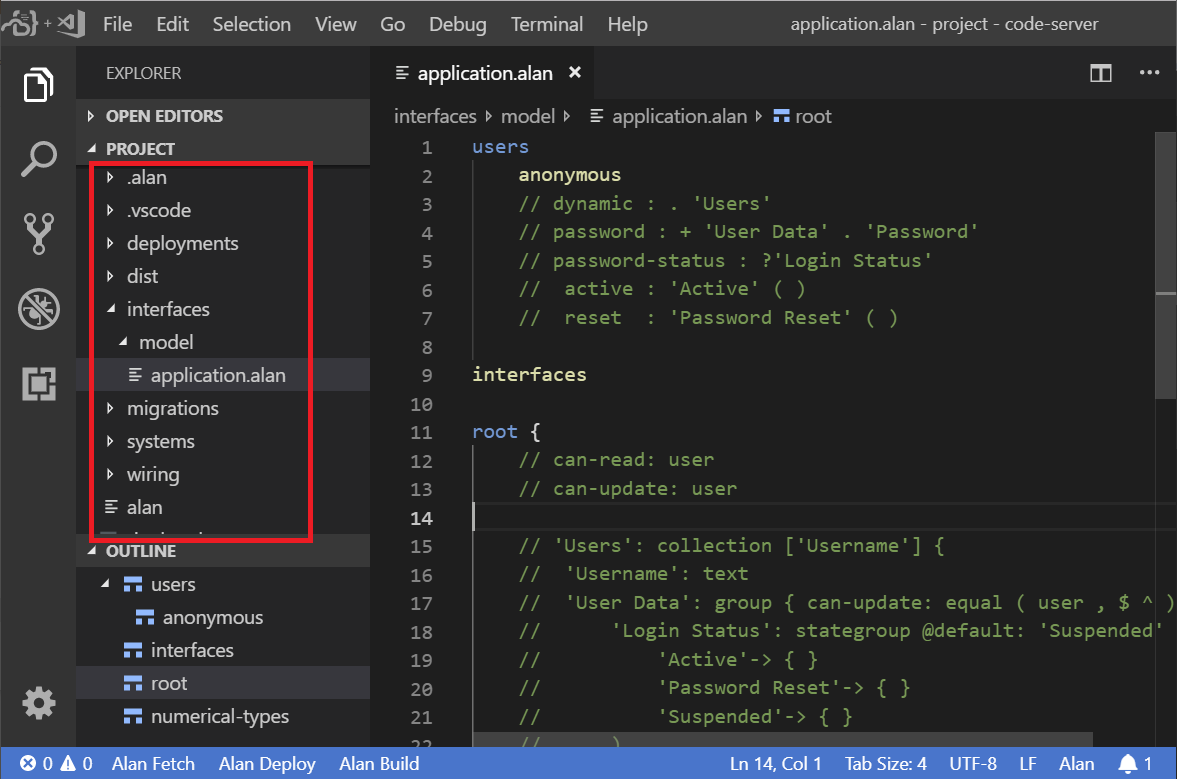 File Edit Selection View Go Debug Terminal Help application.alan - project - code-server
EXPLORER
OPEN EDITORS
PROJECT
.alan
.vscode
deployments
dist
interfaces
model
application.alan
migrations
systems
wiring
alan
OUTLINE
users
anonymous
interfaces
root
numerical-types
application.alan ×
interfaces model application.alan root
1 users
2 anonymous
3 // dynamic : . 'Users'
4 // password : + 'User Data' . 'Password'
5 // password-status : ?'Login Status'
6 // active : 'Active' ( )
7 // reset : 'Password Reset' ( )
8
9 interfaces
10
11 root {
12 // can-read: user
13 // can-update: user
14
15 // 'Users': collection ['Username'] {
16 // 'Username': text
17 // 'User Data': group { can-update: equal ( user , $ ^ )
18 // 'Login Status': stategroup @default: 'Suspended'
19 // 'Active'-> { }
20 // 'Password Reset'-> { }
21 // 'Suspended'-> { }
22 // )
0 0 Alan Fetch Alan Deploy Alan Build Ln 14, Col 1 Tab Size: 4 UTF-8 LF Alan 1